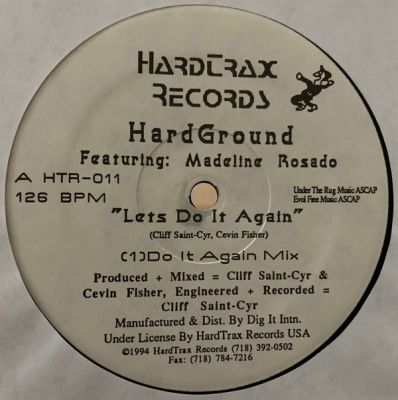 HARDTRAX
RECORDS
HARDGROUND
Featuring: Madeline Rosado
A HTR-011
126 BPM
Under The Rug Music ASCAP
Evol Free Music ASCAP
"Lets Do It Again"
(Cliff Saint-Cyr, Cevin Fisher)
(1)Do It Again Mix
Produced + Mixed = Cliff Saint-Cyr &
Cevin Fisher, Engineered + Recorded =
Cliff Saint-Cyr
Manufactured & Dist. By Dig It Intn.
Under License By HardTrax Records USA
©1994 HardTrax Records (718) 392-0502
Fax: (718) 784-7216